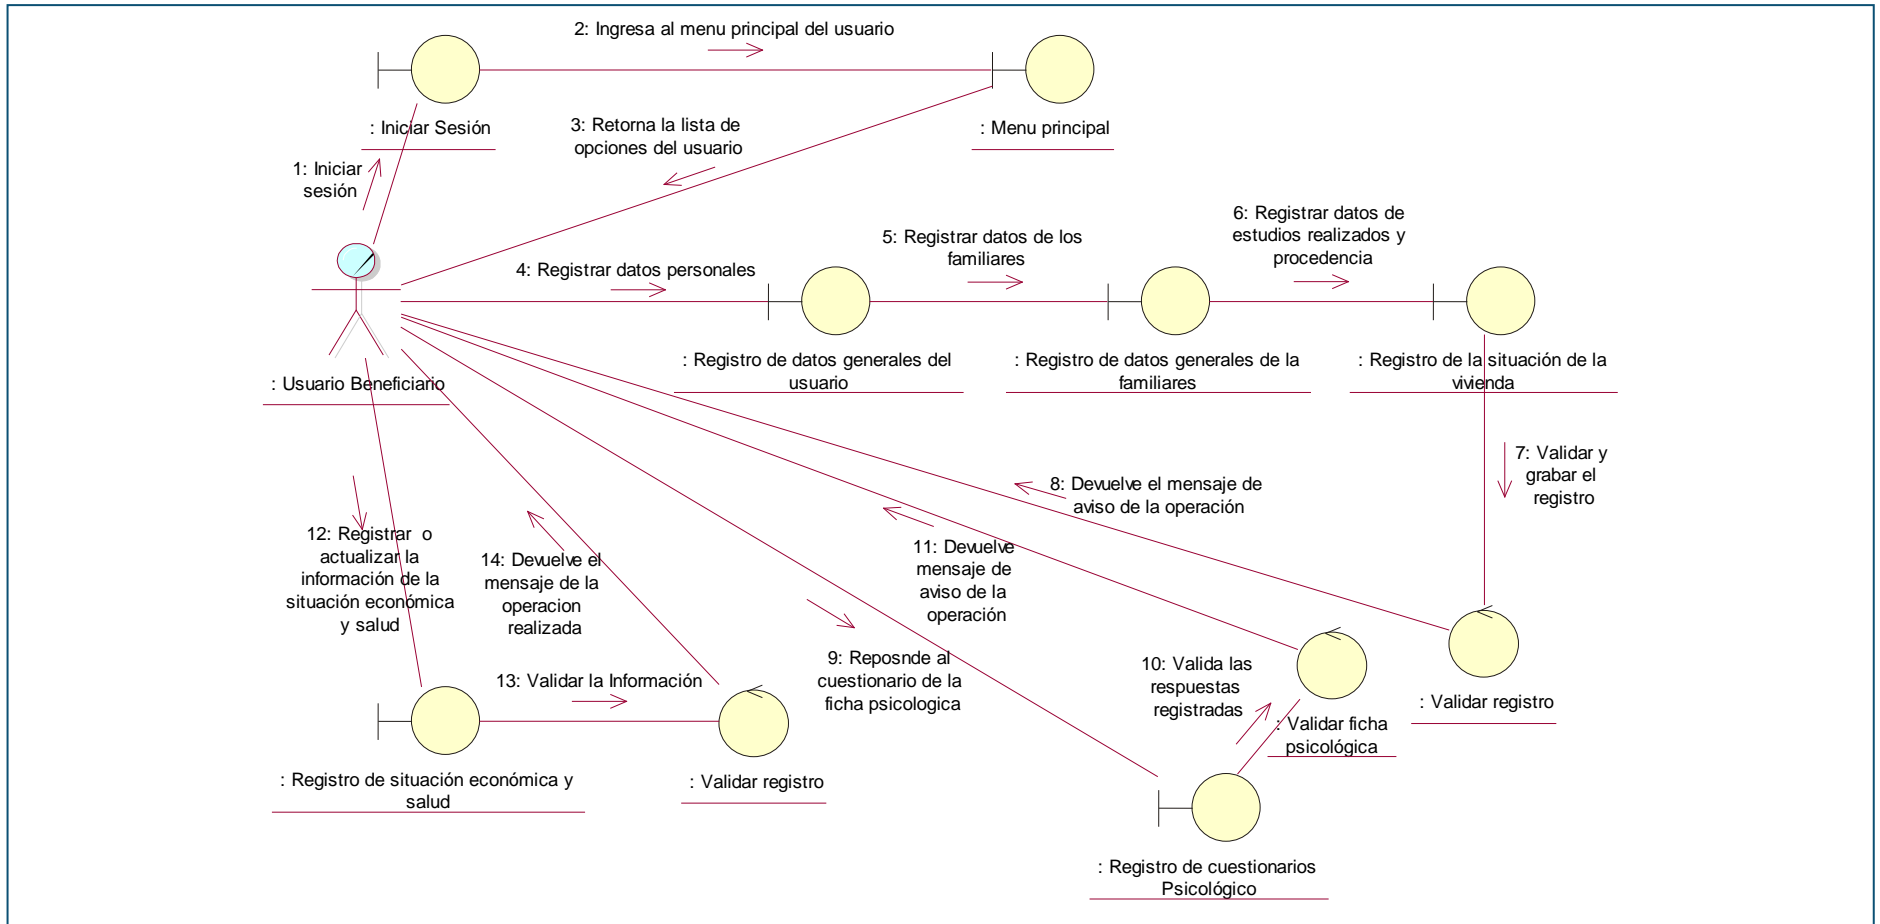 2: Ingresa al menu principal del usuario
: Iniciar Sesión
: Menu principal
3: Retorna la lista de
opciones del usuario
1: Iniciar
sesión
6: Registrar datos de
estudios realizados y
procedencia
5: Registrar datos de los
familiares
4: Registrar datos personales
: Registro de datos generales del
usuario
: Registro de datos generales de la
familiares
: Registro de la situación de la
vivienda
: Usuario Beneficiario
7: Validar y
grabar el
registro
8: Devuelve el mensaje de
aviso de la operación
12: Registrar o
actualizar la
información de la
situación económica
y salud
14: Devuelve el
mensaje de la
operacion
realizada
11: Devuelve
mensaje de
aviso de la
operación
9: Reposnde al
cuestionario de la
ficha psicologica
10: Valida las
respuestas
registradas
13: Validar la Información
: Validar registro
: Validar ficha
psicológica
: Registro de situación económica y
salud
: Validar registro
: Registro de cuestionarios
Psicológico